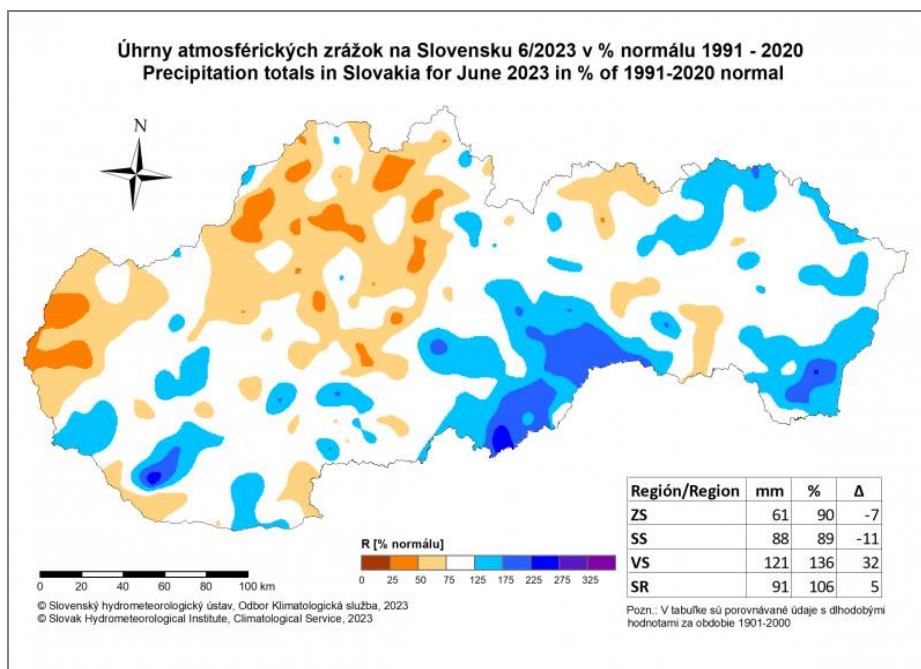 Úhrny atmosférických zrážok na Slovensku 6/2023 v % normálu 1991 - 2020
Precipitation totals in Slovakia for June 2023 in % of 1991-2020 normal
N
Región/Region mm % Δ
ZS 61 90 -7
SS 88 89 -11
VS 121 136 32
SR 91 106 5
R [% normálu]
0 25 50 75 125 175 225 275 325
0 20 40 60 80 100 km
© Slovenský hydrometeorologický ústav, Odbor Klimatologická služba, 2023
© Slovak Hydrometeorological Institute, Climatological Service, 2023
Pozn.: V tabuľke sú porovnávané údaje s dlhodobými
hodnotami za obdobie 1901-2000